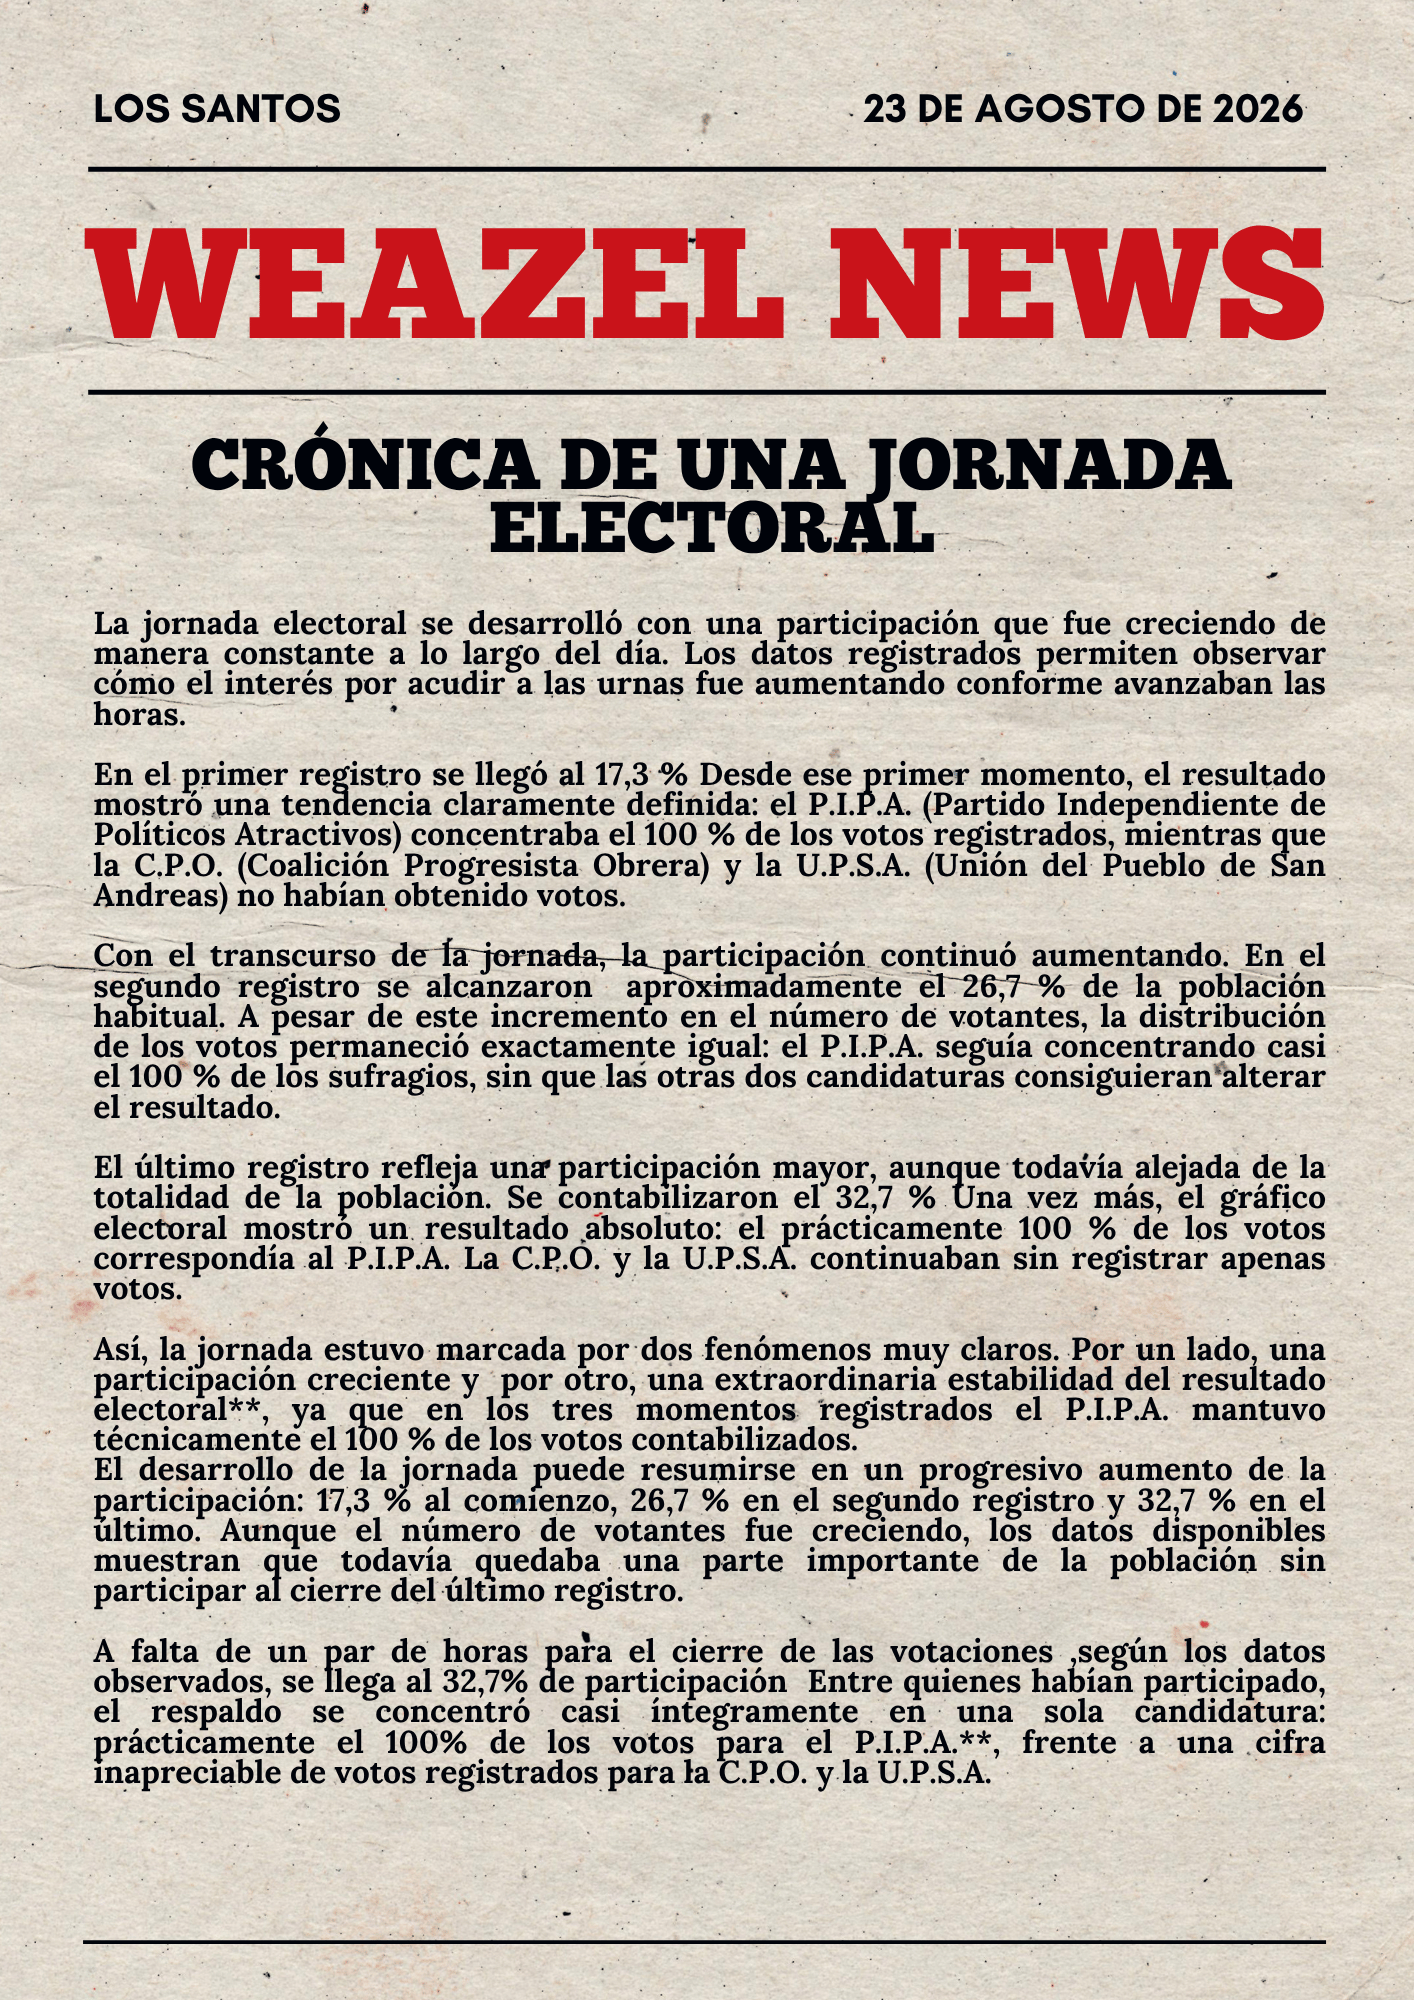 LOS SANTOS
23 DE AGOSTO DE 2026
WEAZEL NEWS
CRÓNICA DE UNA JORNADA
ELECTORAL
La jornada electoral se desarrolló con una participación que fue creciendo de
manera constante a lo largo del día. Los datos registrados permiten observar
cómo el interés por acudir a las urnas fue aumentando conforme avanzaban las
horas.
En el primer registro se llegó al 17,3 % Desde ese primer momento, el resultado
mostró una tendencia claramente definida: el P.I.P.A. (Partido Independiente de
Políticos Atractivos) concentraba el 100 % de los votos registrados, mientras que
la C.P.O. (Coalición Progresista Obrera) y la U.P.S.A. (Unión del Pueblo de San
Andreas) no habían obtenido votos.
Con el transcurso de la jornada, la participación continuó aumentando. En el
segundo registro se alcanzaron  aproximadamente el 26,7 % de la población
habitual. A pesar de este incremento en el número de votantes, la distribución
de los votos permaneció exactamente igual: el P.I.P.A. seguía concentrando casi
el 100 % de los sufragios, sin que las otras dos candidaturas consiguieran alterar
el resultado.
El último registro refleja una participación mayor, aunque todavía alejada de la
totalidad de la población. Se contabilizaron el 32,7 % Una vez más, el gráfico
electoral mostró un resultado absoluto: el prácticamente 100 % de los votos
correspondía al P.I.P.A. La C.P.O. y la U.P.S.A. continuaban sin registrar apenas
votos.
Así, la jornada estuvo marcada por dos fenómenos muy claros. Por un lado, una
participación creciente y  por otro, una extraordinaria estabilidad del resultado
electoral**, ya que en los tres momentos registrados el P.I.P.A. mantuvo
técnicamente el 100 % de los votos contabilizados.
El desarrollo de la jornada puede resumirse en un progresivo aumento de la
participación: 17,3 % al comienzo, 26,7 % en el segundo registro y 32,7 % en el
último. Aunque el número de votantes fue creciendo, los datos disponibles
muestran que todavía quedaba una parte importante de la población sin
participar al cierre del último registro.
A falta de un par de horas para el cierre de las votaciones ,según los datos
observados, se llega al 32,7% de participación  Entre quienes habían participado,
el respaldo se concentró casi íntegramente en una sola candidatura:
prácticamente el 100% de los votos para el P.I.P.A.**, frente a una cifra
inapreciable de votos registrados para la C.P.O. y la U.P.S.A.